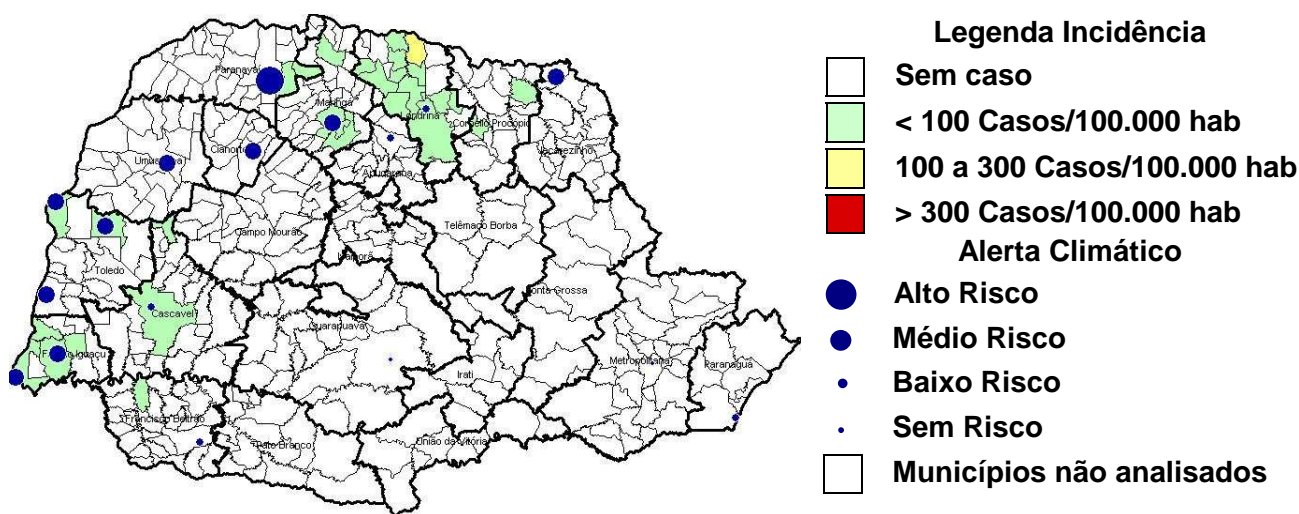 Legenda Incidência
Sem caso
< 100 Casos/100.000 hab
100 a 300 Casos/100.000 hab
> 300 Casos/100.000 hab
Alerta Climático
Alto Risco
Médio Risco
Baixo Risco
Sem Risco
Municípios não analisados
Paranavaí
Maringá
Londrina
Cornélio Procópio
Jacarezinho
Cianorte
Umuarama
Apucarana
Campo Mourão
Telêmaco Borba
Ivaiporã
Toledo
Ponta Grossa
Cascavel
Guarapuava
Metropolitana
Paranaguá
Irati
Francisco Beltrão
Pato Branco
União da Vitória